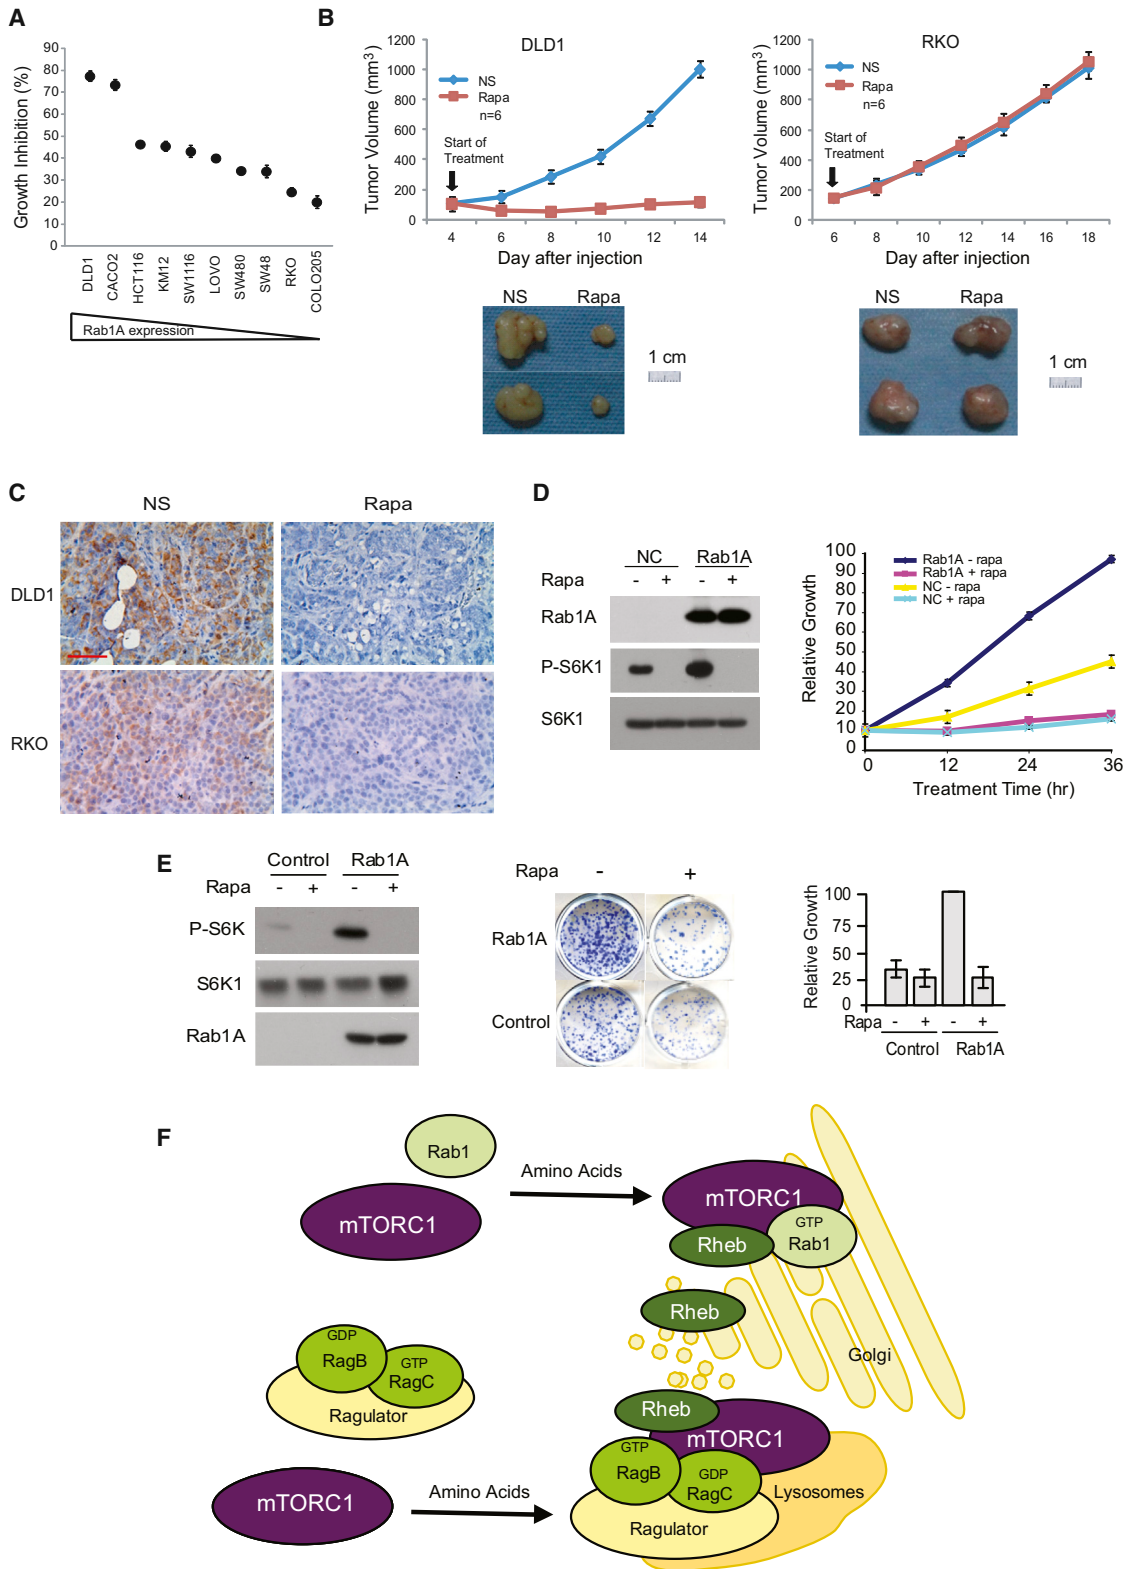 A
Growth Inhibition (%)
90
80
70
60
50
40
30
20
10
0
DLD1
CACO2
HCT116
KM12
SW1116
LOVO
SW480
SW48
RKO
COLO205
Rab1A expression
B
DLD1
Tumor Volume (mm3)
1200
1000
800
600
400
200
0
NS
Rapa
n=6
Start of
Treatment
4 6 8 10 12 14
Day after injection
NS Rapa
1 cm
RKO
Tumor Volume (mm3)
1200
1000
800
600
400
200
0
NS
Rapa
n=6
Start of
Treatment
6 8 10 12 14 16 18
Day after injection
NS Rapa
1 cm
C
NS Rapa
DLD1
RKO
D
NC Rab1A
Rapa - + - +
Rab1A
P-S6K1
S6K1
Relative Growth
100
90
80
70
60
50
40
30
20
10
0
Rab1A - rapa
Rab1A + rapa
NC - rapa
NC + rapa
0 12 24 36
Treatment Time (hr)
E
Control Rab1A
Rapa - + - +
P-S6K
S6K1
Rab1A
Rapa - +
Rab1A
Control
Relative Growth
100
75
50
25
0
Rapa - + - +
Control Rab1A
F
Rab1
mTORC1
Amino Acids
mTORC1
GTP
Rab1
Rheb
Rheb
Golgi
GDP
RagB
GTP
RagC
Ragulator
mTORC1
Amino Acids
Rheb
mTORC1
GTP
RagB
GDP
RagC
Ragulator
Lysosomes